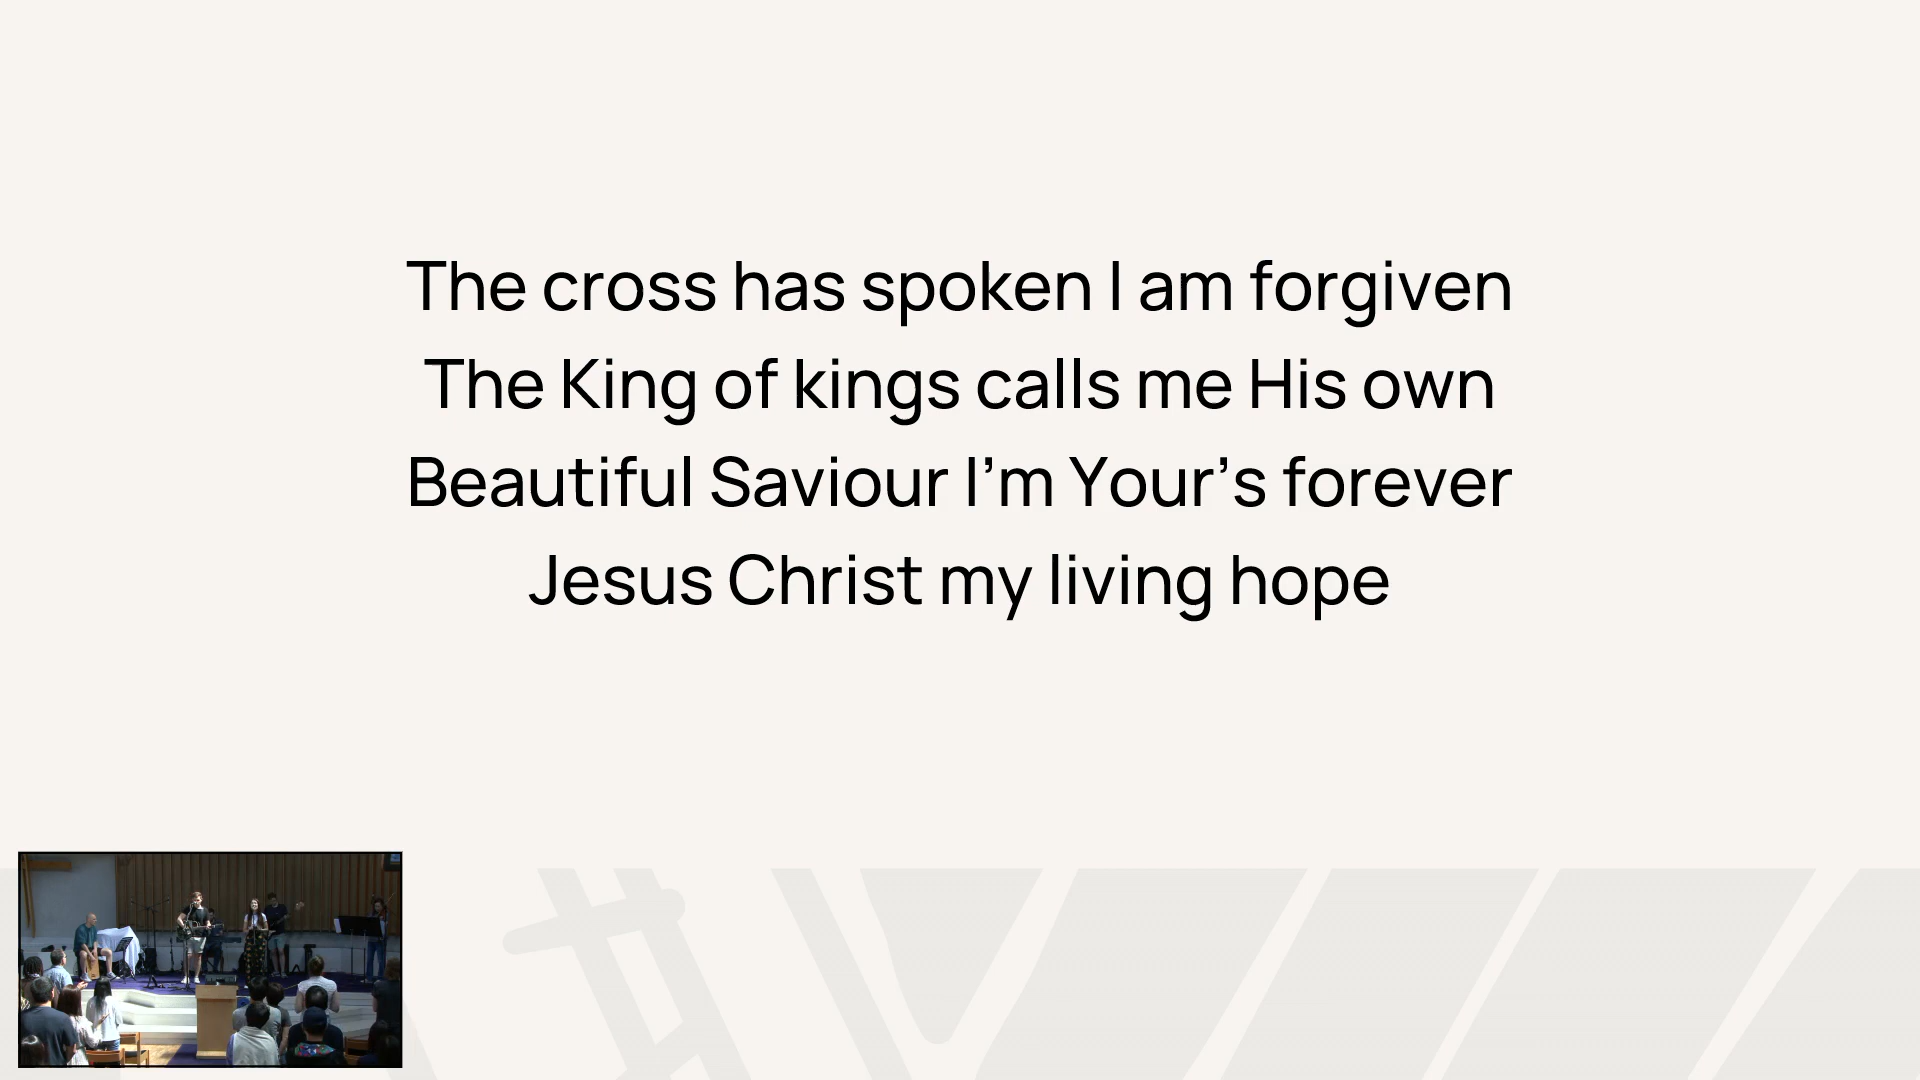 The cross has spoken I am forgiven
The King of kings calls me His own
Beautiful Saviour I’m Your’s forever
Jesus Christ my living hope